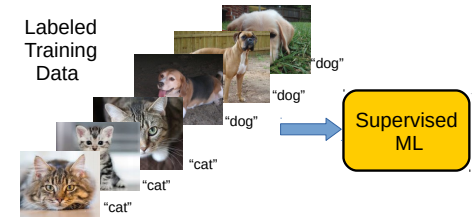 Labeled
Training
Data
“dog”
“dog”
“dog”
“cat”
“cat”
“cat”
Supervised
ML